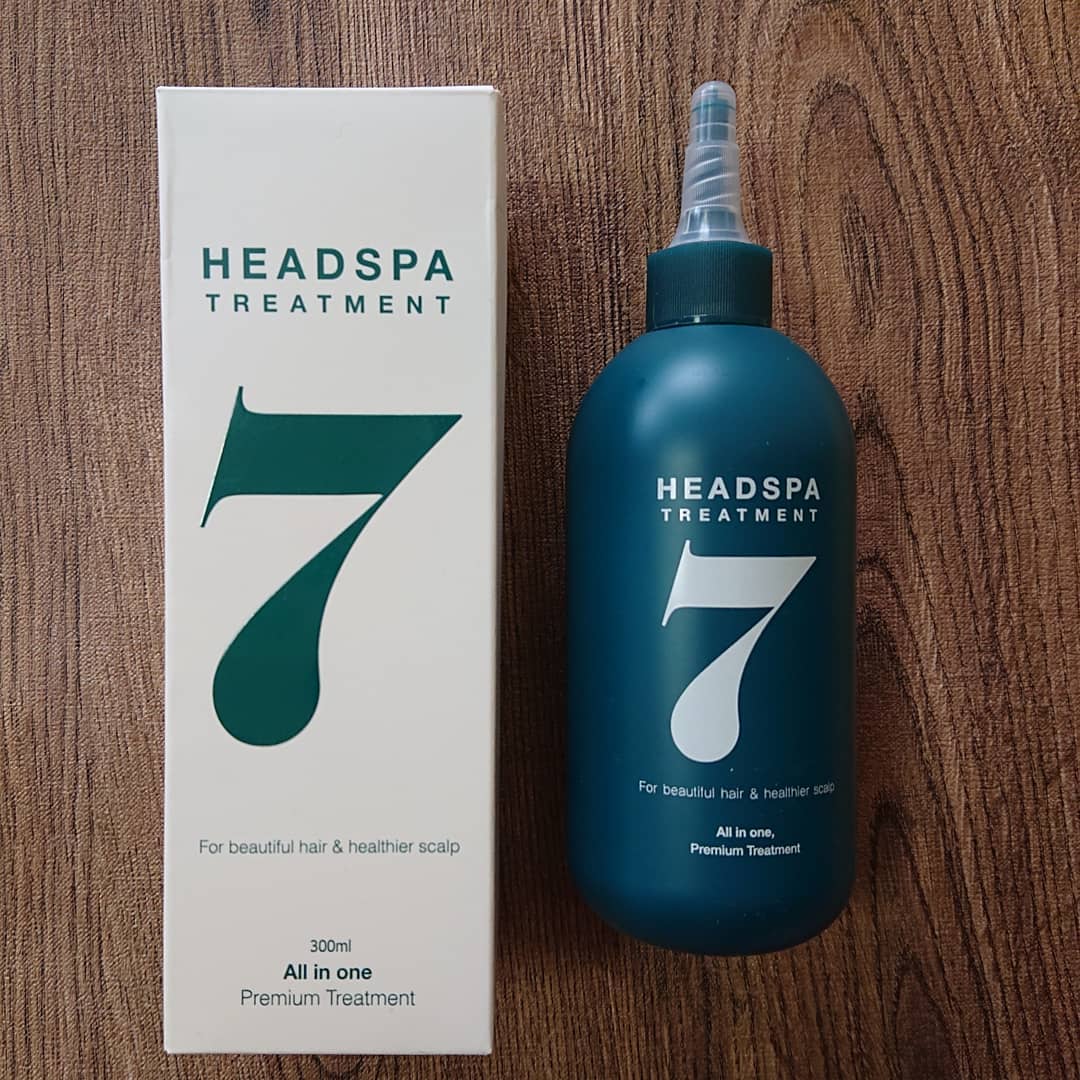 HEADSPA
TREATMENT
7
For beautiful hair & healthier scalp
300ml
All in one
Premium Treatment
HEADSPA
TREATMENT
7
For beautiful hair & healthier scalp
All in one,
Premium Treatment